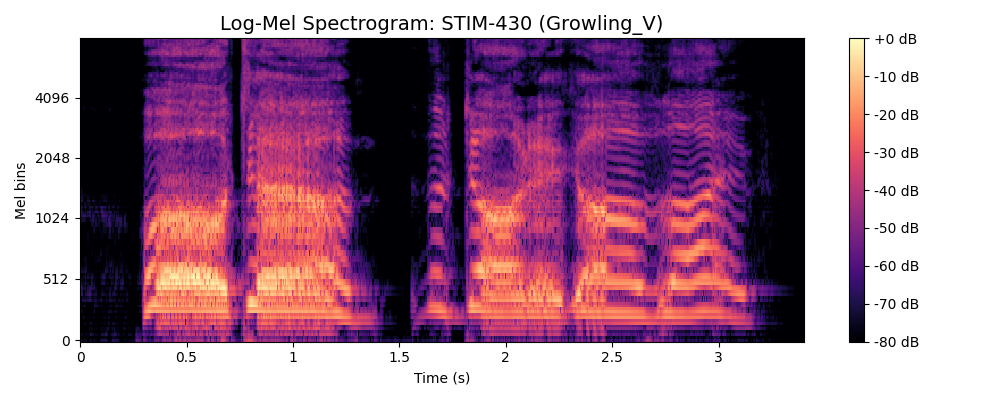 Log-Mel Spectrogram: STIM-430 (Growling_V)
Mel bins
4096
2048
1024
512
0
0 0.5 1 1.5 2 2.5 3
Time (s)
+0 dB
-10 dB
-20 dB
-30 dB
-40 dB
-50 dB
-60 dB
-70 dB
-80 dB